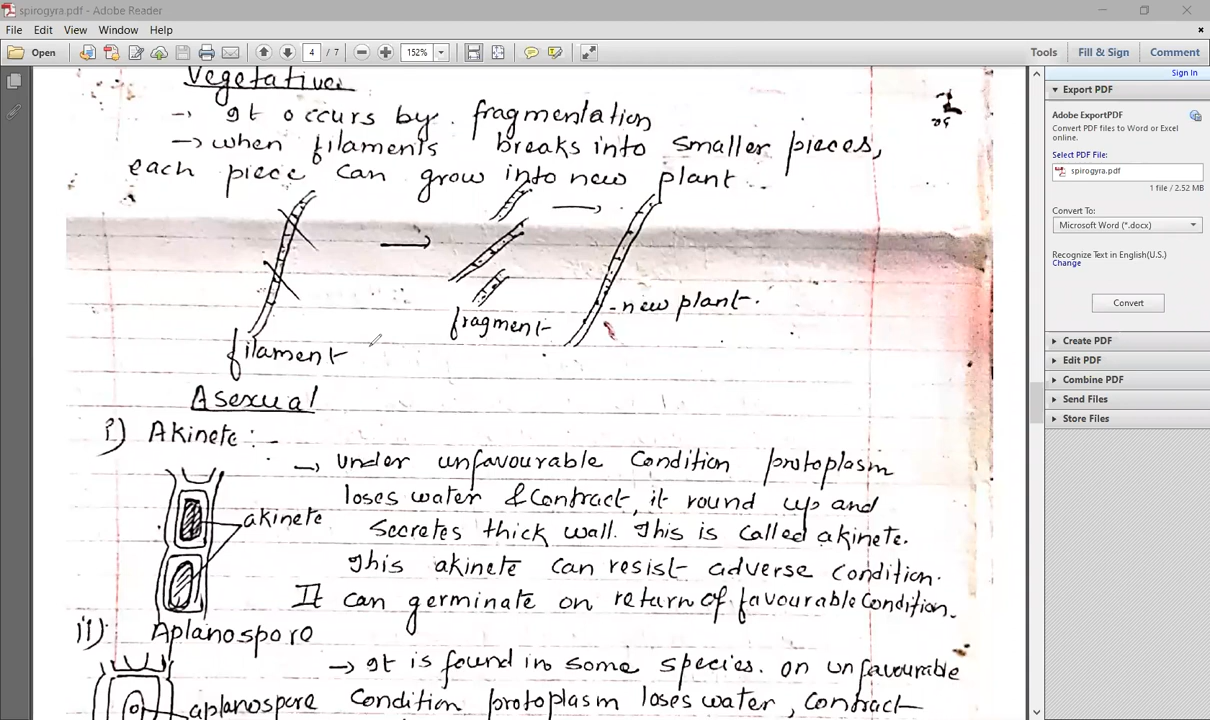 spirogyra.pdf - Adobe Reader
File Edit View Window Help
Open 4 / 7 152% Tools Fill & Sign Comment
Sign In
Export PDF
Adobe ExportPDF
Convert PDF files to Word or Excel
online.
Select PDF File:
spirogyra.pdf
1 file / 2.52 MB
Convert To:
Microsoft Word (*.docx)
Recognize Text in English(U.S.)
Change
Convert
Create PDF
Edit PDF
Combine PDF
Send Files
Store Files
Vegetative
→ It occurs by fragmentation
→ when filaments breaks into smaller pieces,
each piece can grow into new plant
filament
fragment
new plant.
Asexual
i) Akinete :-
→ under unfavourable Condition protoplasm
loses water & Contract, it round up and
Secretes thick wall. This is called akinete.
akinete
This akinete can resist adverse condition.
It can germinate on return of favourable Condition.
ii) Aplanospore
→ It is found in some species. on unfavourable
Condition protoplasm loses water, contract
aplanospore